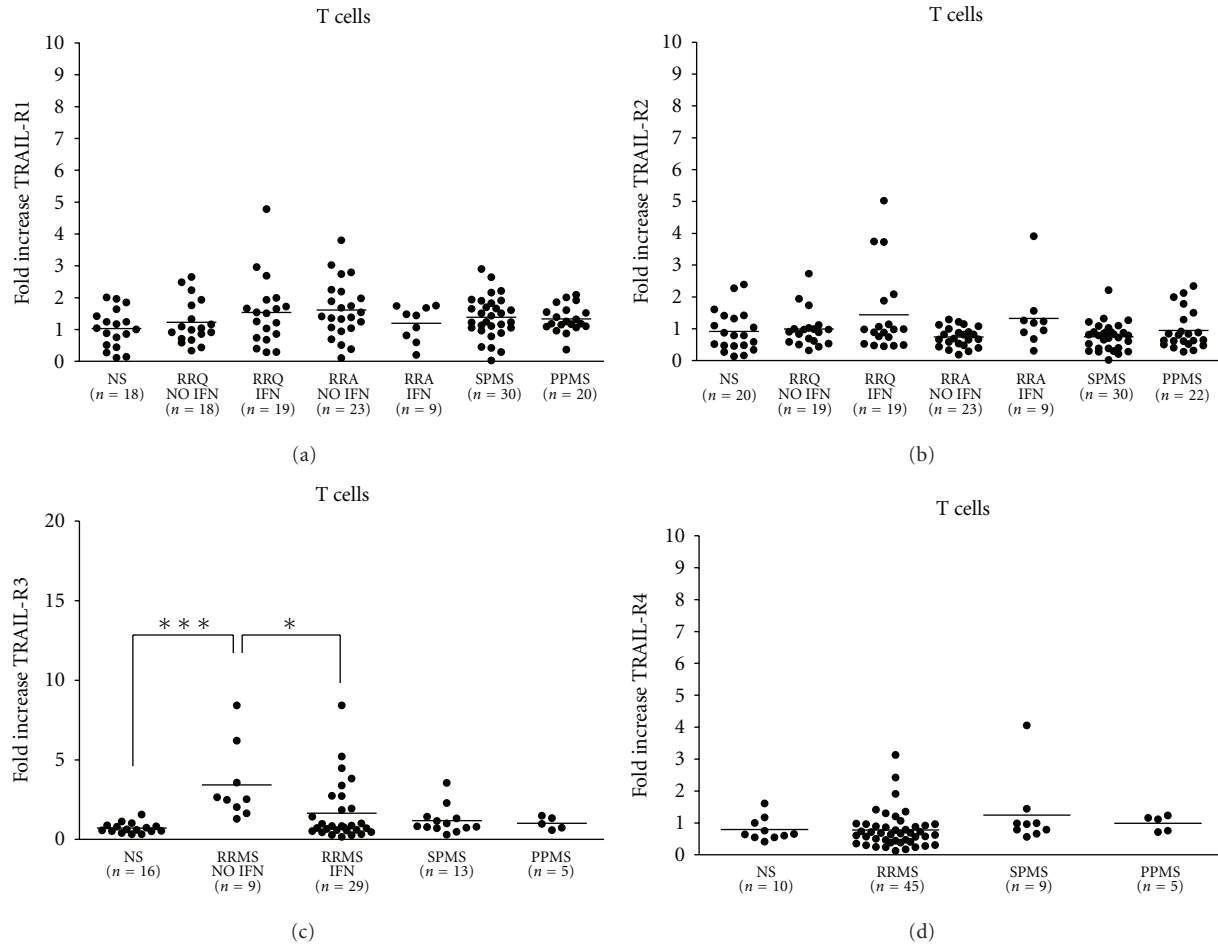 T cells
Fold increase TRAIL-R1
10
9
8
7
6
5
4
3
2
1
0
NS
(n = 18)
RRQ
NO IFN
(n = 18)
RRQ
IFN
(n = 19)
RRA
NO IFN
(n = 23)
RRA
IFN
(n = 9)
SPMS
(n = 30)
PPMS
(n = 20)
(a)
T cells
Fold increase TRAIL-R2
10
9
8
7
6
5
4
3
2
1
0
NS
(n = 20)
RRQ
NO IFN
(n = 19)
RRQ
IFN
(n = 19)
RRA
NO IFN
(n = 23)
RRA
IFN
(n = 9)
SPMS
(n = 30)
PPMS
(n = 22)
(b)
T cells
Fold increase TRAIL-R3
20
15
10
5
0
∗ ∗ ∗
∗
NS
(n = 16)
RRMS
NO IFN
(n = 9)
RRMS
IFN
(n = 29)
SPMS
(n = 13)
PPMS
(n = 5)
(c)
T cells
Fold increase TRAIL-R4
10
9
8
7
6
5
4
3
2
1
0
NS
(n = 10)
RRMS
(n = 45)
SPMS
(n = 9)
PPMS
(n = 5)
(d)